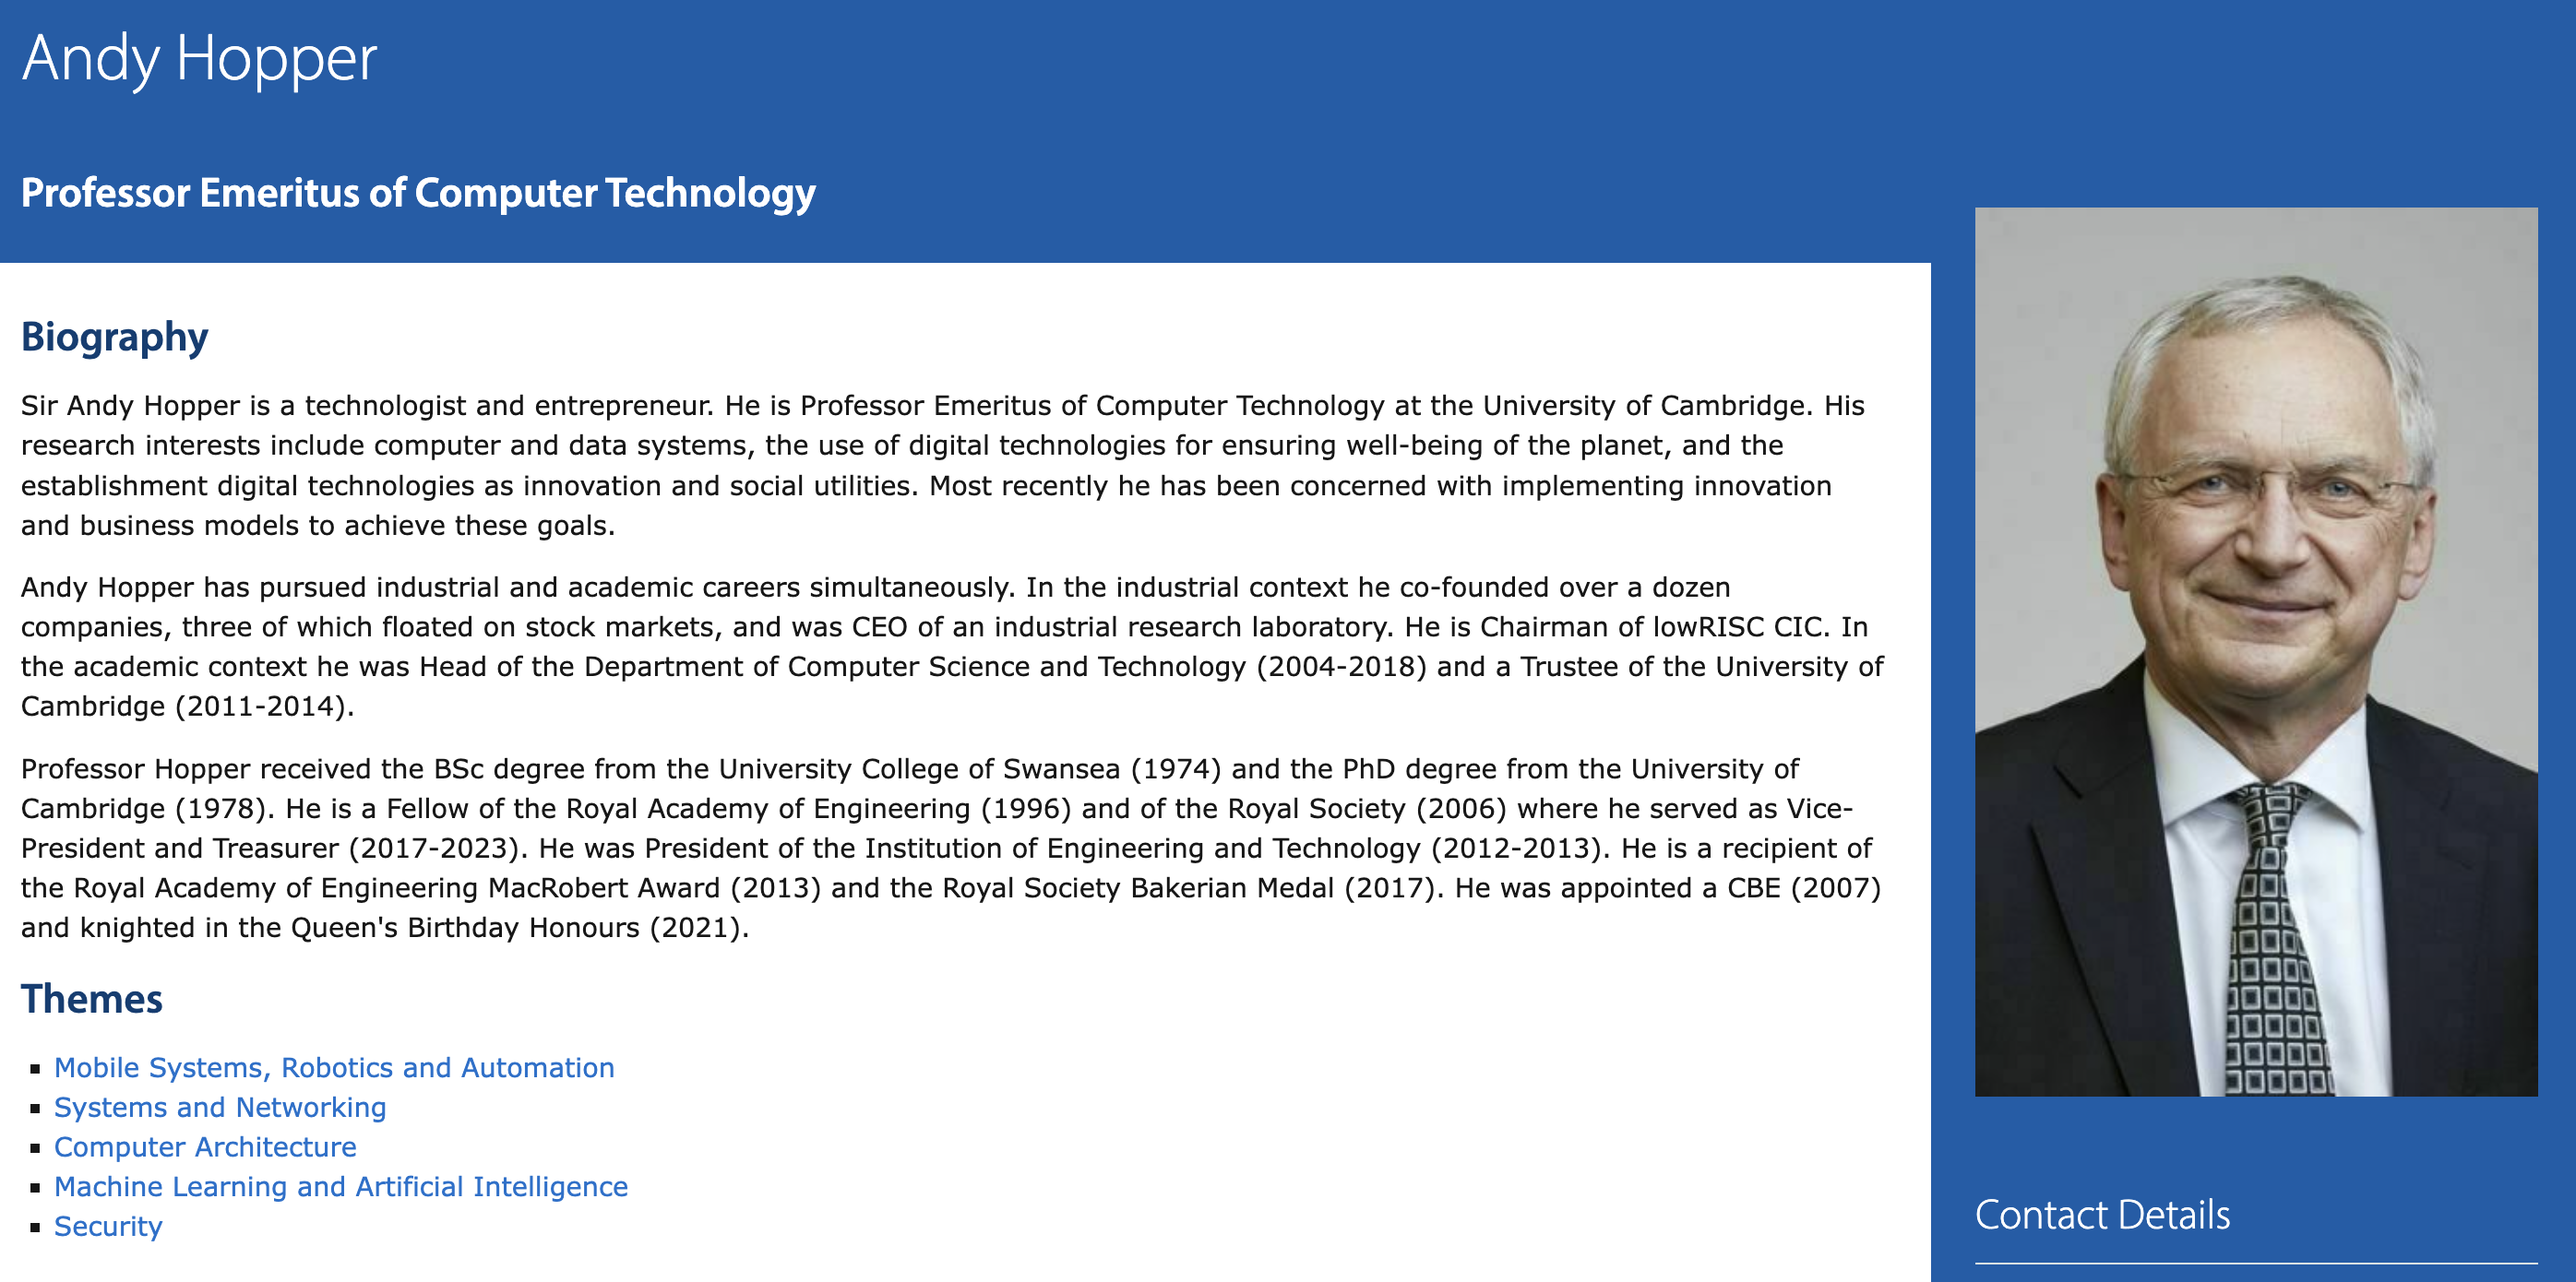 Andy Hopper
Professor Emeritus of Computer Technology
Biography
Sir Andy Hopper is a technologist and entrepreneur. He is Professor Emeritus of Computer Technology at the University of Cambridge. His
research interests include computer and data systems, the use of digital technologies for ensuring well-being of the planet, and the
establishment digital technologies as innovation and social utilities. Most recently he has been concerned with implementing innovation
and business models to achieve these goals.
Andy Hopper has pursued industrial and academic careers simultaneously. In the industrial context he co-founded over a dozen
companies, three of which floated on stock markets, and was CEO of an industrial research laboratory. He is Chairman of lowRISC CIC. In
the academic context he was Head of the Department of Computer Science and Technology (2004-2018) and a Trustee of the University of
Cambridge (2011-2014).
Professor Hopper received the BSc degree from the University College of Swansea (1974) and the PhD degree from the University of
Cambridge (1978). He is a Fellow of the Royal Academy of Engineering (1996) and of the Royal Society (2006) where he served as Vice-
President and Treasurer (2017-2023). He was President of the Institution of Engineering and Technology (2012-2013). He is a recipient of
the Royal Academy of Engineering MacRobert Award (2013) and the Royal Society Bakerian Medal (2017). He was appointed a CBE (2007)
and knighted in the Queen's Birthday Honours (2021).
Themes
Mobile Systems, Robotics and Automation
Systems and Networking
Computer Architecture
Machine Learning and Artificial Intelligence
Security
Contact Details